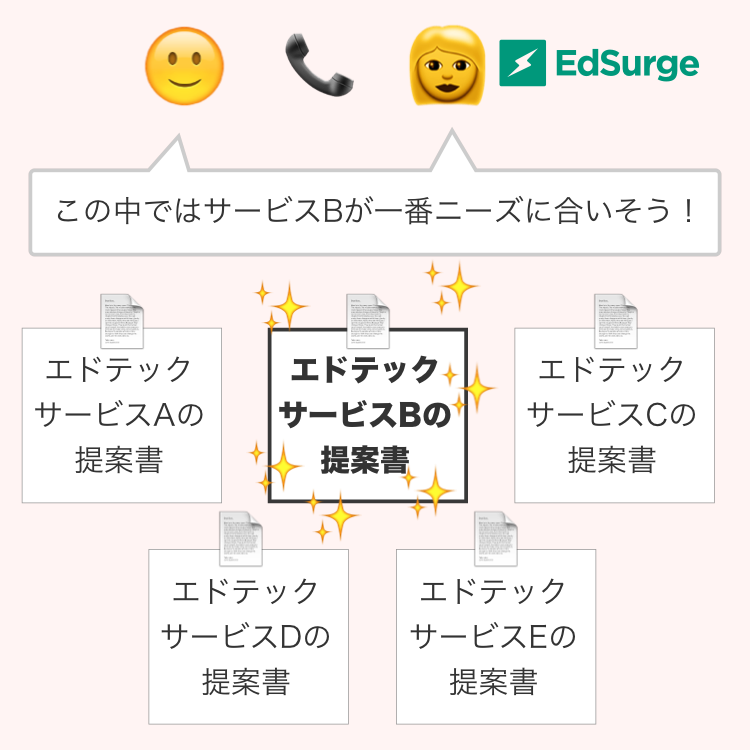 EdSurge
この中ではサービスBが一番ニーズに合いそう！
エドテック
サービスAの
提案書
エドテック
サービスBの
提案書
エドテック
サービスCの
提案書
エドテック
サービスDの
提案書
エドテック
サービスEの
提案書